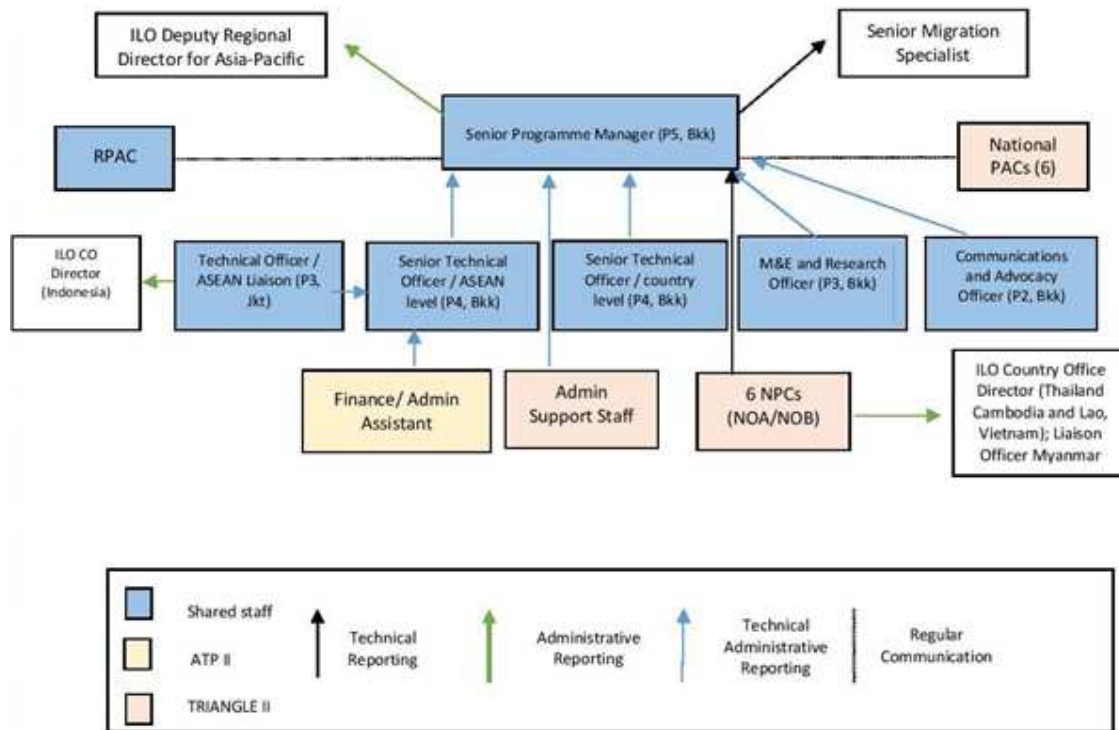 ILO Deputy Regional
Director for Asia-Pacific
Senior Migration
Specialist
Senior Programme Manager (P5, Bkk)
RPAC
National
PACs (6)
ILO CO
Director
(Indonesia)
Technical Officer /
ASEAN Liaison (P3,
Jkt)
Senior Technical
Officer / ASEAN
level (P4, Bkk)
Senior Technical
Officer / country
level (P4, Bkk)
M&E and Research
Officer (P3, Bkk)
Communications
and Advocacy
Officer (P2, Bkk)
Finance/ Admin
Assistant
Admin
Support Staff
6 NPCs
(NOA/NOB)
ILO Country Office
Director (Thailand
Cambodia and Lao,
Vietnam); Liaison
Officer Myanmar
Shared staff
ATP II
TRIANGLE II
Technical
Reporting
Administrative
Reporting
Technical
Administrative
Reporting
Regular
Communication